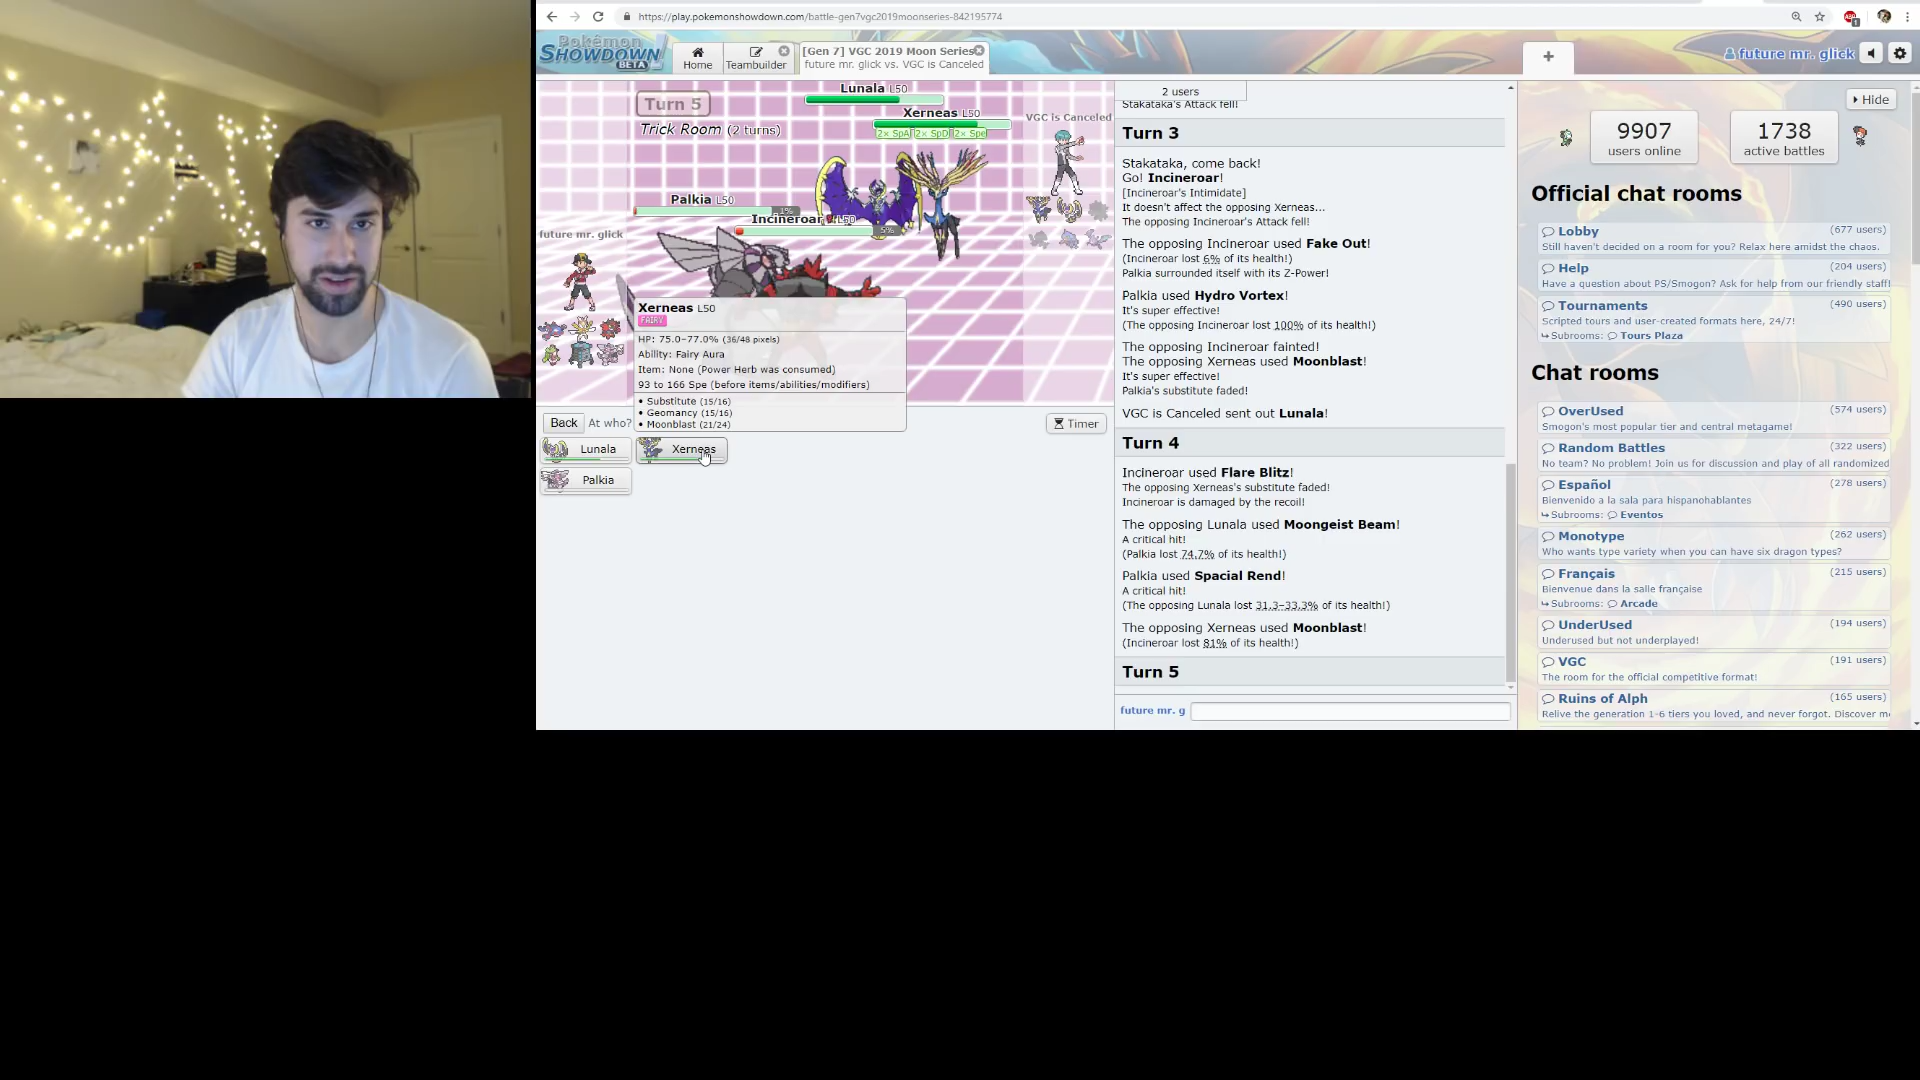 https://play.pokemonshowdown.com/battle-gen7vgc2019moonseries-842195774
Pokémon
SHOWDOWN
BETA
Home
Teambuilder
[Gen 7] VGC 2019 Moon Series
future mr. glick vs. VGC is Canceled
+
future mr. glick
Turn 5
Trick Room (2 turns)
Lunala L50
Xerneas L50
2× SpA 2× SpD 2× Spe
VGC is Canceled
Palkia L50
1%
Incineroar L50
5%
future mr. glick
Xerneas L50
FAIRY
HP: 75.0–77.0% (36/48 pixels)
Ability: Fairy Aura
Item: None (Power Herb was consumed)
93 to 166 Spe (before items/abilities/modifiers)
• Substitute (15/16)
• Geomancy (15/16)
• Moonblast (21/24)
Back
At who?
Timer
Lunala
Xerneas
Palkia
2 users
Stakataka's Attack fell!
Turn 3
Stakataka, come back!
Go! Incineroar!
[Incineroar's Intimidate]
It doesn't affect the opposing Xerneas...
The opposing Incineroar's Attack fell!
The opposing Incineroar used Fake Out!
(Incineroar lost 6% of its health!)
Palkia surrounded itself with its Z-Power!
Palkia used Hydro Vortex!
It's super effective!
(The opposing Incineroar lost 100% of its health!)
The opposing Incineroar fainted!
The opposing Xerneas used Moonblast!
It's super effective!
Palkia's substitute faded!
VGC is Canceled sent out Lunala!
Turn 4
Incineroar used Flare Blitz!
The opposing Xerneas's substitute faded!
Incineroar is damaged by the recoil!
The opposing Lunala used Moongeist Beam!
A critical hit!
(Palkia lost 74.7% of its health!)
Palkia used Spacial Rend!
A critical hit!
(The opposing Lunala lost 31.3–33.3% of its health!)
The opposing Xerneas used Moonblast!
(Incineroar lost 81% of its health!)
Turn 5
future mr. g
Hide
9907
users online
1738
active battles
Official chat rooms
Lobby (677 users)
Still haven't decided on a room for you? Relax here amidst the chaos.
Help (204 users)
Have a question about PS/Smogon? Ask for help from our friendly staff!
Tournaments (490 users)
Scripted tours and user-created formats here, 24/7!
Subrooms: Tours Plaza
Chat rooms
OverUsed (574 users)
Smogon's most popular tier and central metagame!
Random Battles (322 users)
No team? No problem! Join us for discussion and play of all randomized
Español (278 users)
Bienvenido a la sala para hispanohablantes
Subrooms: Eventos
Monotype (262 users)
Who wants type variety when you can have six dragon types?
Français (215 users)
Bienvenue dans la salle française
Subrooms: Arcade
UnderUsed (194 users)
Underused but not underplayed!
VGC (191 users)
The room for the official competitive format!
Ruins of Alph (165 users)
Relive the generation 1-6 tiers you loved, and never forgot. Discover m